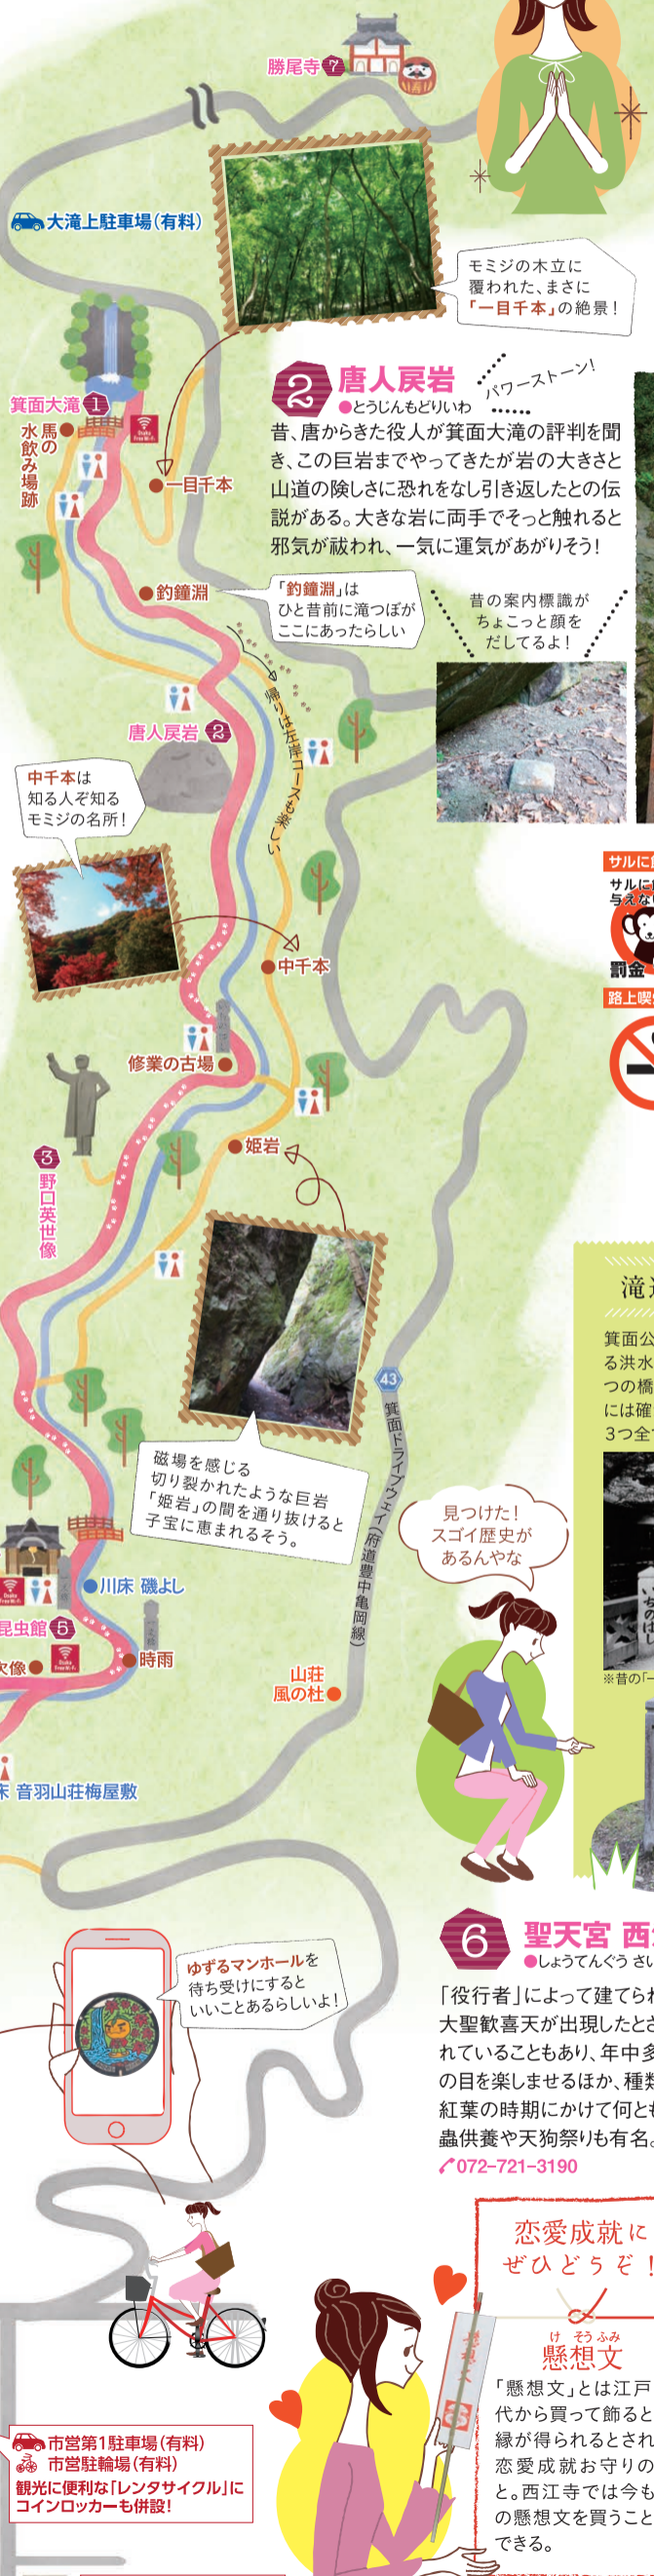 勝尾寺 7
大滝上駐車場(有料)
モミジの木立に
覆われた、まさに
「一目千本」の絶景!
2 唐人戻岩
●とうじんもどりいわ
パワーストーン!
昔、唐からきた役人が箕面大滝の評判を聞
き、この巨岩までやってきたが岩の大きさと
山道の険しさに恐れをなし引き返したとの伝
説がある。大きな岩に両手でそっと触れると
邪気が祓われ、一気に運気があがりそう!
箕面大滝 1
馬の
水飲み場跡
Osaka
Free Wi-Fi
一目千本
釣鐘淵
「釣鐘淵」は
ひと昔前に滝つぼが
ここにあったらしい
昔の案内標識が
ちょこっと顔を
だしてるよ!
帰りは左岸コースも楽しい
唐人戻岩 2
中千本は
知る人ぞ知る
モミジの名所!
サルに
サルに
与えな
罰金
路上喫
中千本
修業の古場
姫岩
3
野口英世像
滝
箕面公
る洪水
つの橋
には確
3つ全
43
箕面ドライブウェイ(府道豊中亀岡線)
磁場を感じる
切り裂かれたような巨岩
「姫岩」の間を通り抜けると
子宝に恵まれるそう。
見つけた!
スゴイ歴史が
あるんやな
いちのはし
※昔の「一
Osaka
Free Wi-Fi
川床 磯よし
昆虫館 5
Osaka
Free Wi-Fi
像
時雨
山荘
風の杜
床 音羽山荘梅屋敷
ゆずるマンホールを
待ち受けにすると
いいことあるらしいよ!
6 聖天宮 西
●しょうてんぐう さい
「役行者」によって建てられ
大聖歓喜天が出現したとさ
れていることもあり、年中多
の目を楽しませるほか、種類
紅葉の時期にかけて何とも
蟲供養や天狗祭りも有名。
072-721-3190
恋愛成就に
ぜひどうぞ!
けそうふみ
懸想文
「懸想文」とは江戸
代から買って飾ると
縁が得られるとされ
恋愛成就お守りの
と。西江寺では今も
の懸想文を買うこと
できる。
市営第1駐車場(有料)
市営駐輪場(有料)
観光に便利な「レンタサイクル」に
コインロッカーも併設!